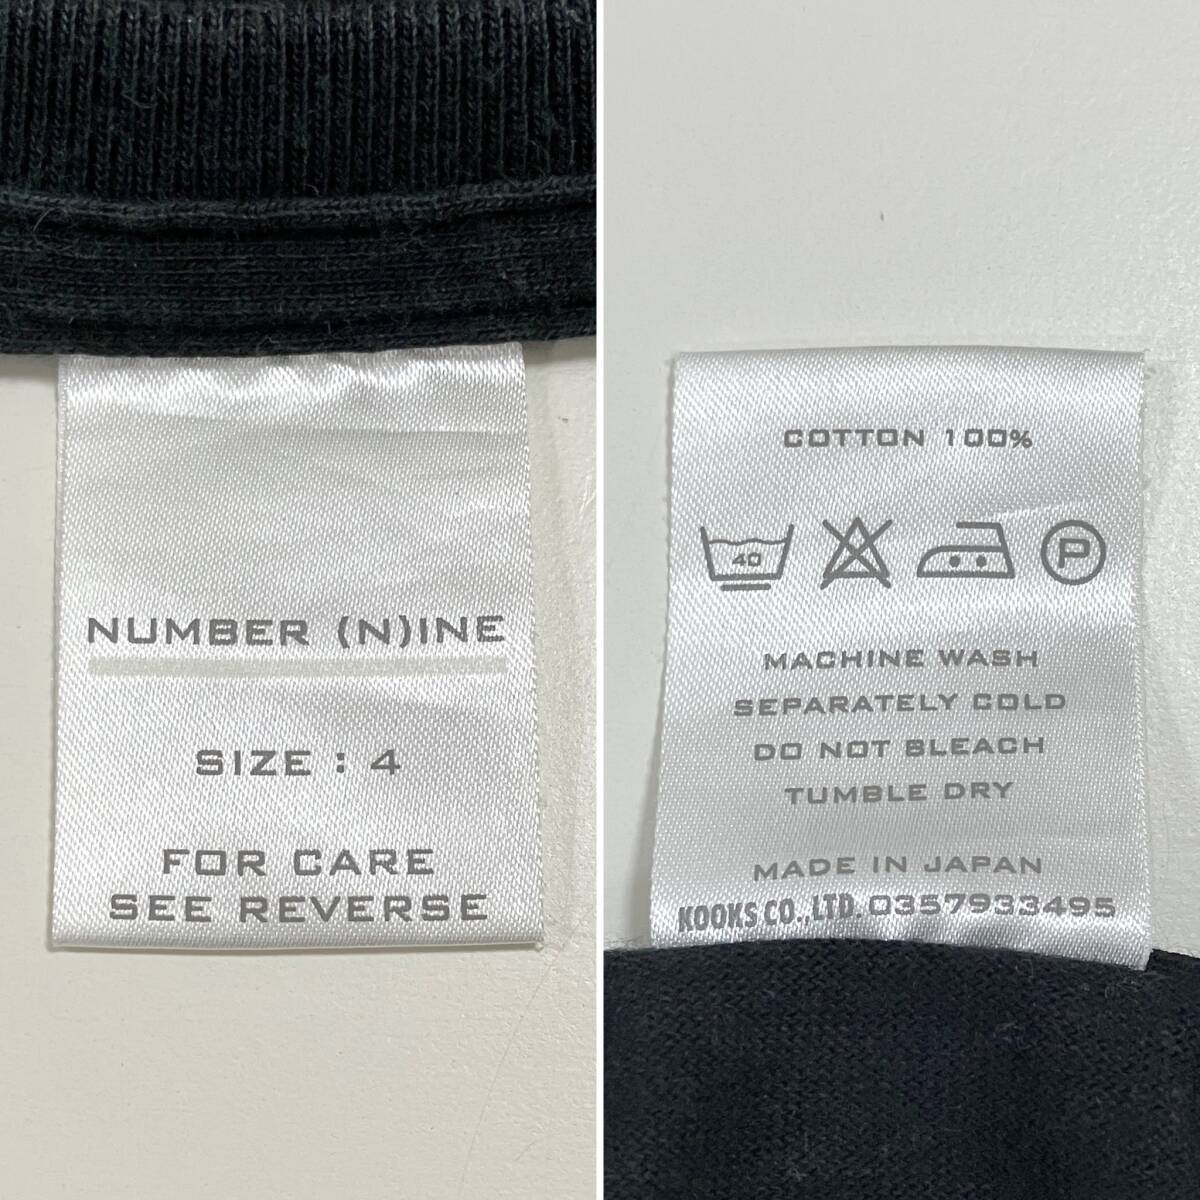 NUMBER (N)INE
SIZE : 4
FOR CARE
SEE REVERSE
COTTON 100%
40
P
MACHINE WASH
SEPARATELY COLD
DO NOT BLEACH
TUMBLE DRY
MADE IN JAPAN
KOOKS CO.,LTD. 0357933495